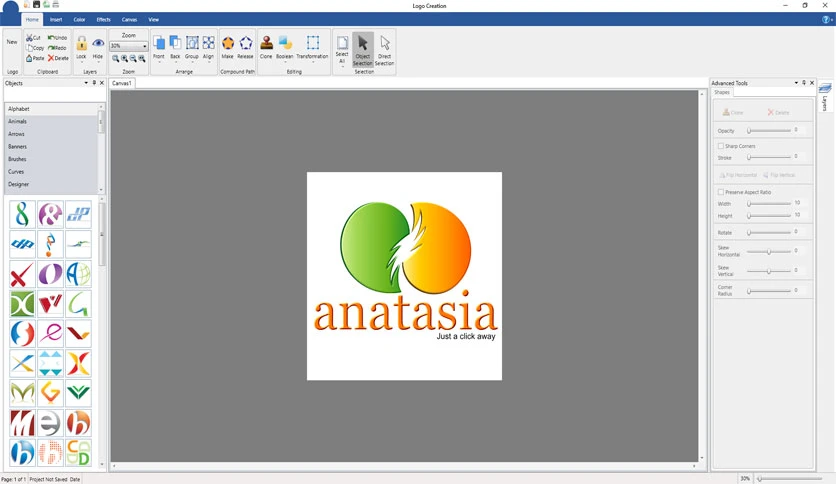 Logo Creation
Home Insert Color Effects Canvas View
New
Logo
Cut Undo
Copy Redo
Paste Delete
Clipboard
Lock Hide
Layers
Zoom
30%
Zoom
Front Back Group Align
Arrange
Make Release
Compound Path
Clone Boolean Transformation
Editing
Select All
Object Selection
Direct Selection
Selection
Objects
Alphabet
Animals
Arrows
Banners
Brushes
Curves
Designer
Canvas1
anatasia
Just a click away
Advanced Tools
Shapes
Clone Delete
Opacity 0
Sharp Corners
Stroke 0
Flip Horizontal Flip Vertical
Preserve Aspect Ratio
Width 10
Height 10
Rotate 0
Skew Horizontal 0
Skew Vertical 0
Corner Radius 0
Layers
Page: 1 of 1 Project Not Saved Date
30%